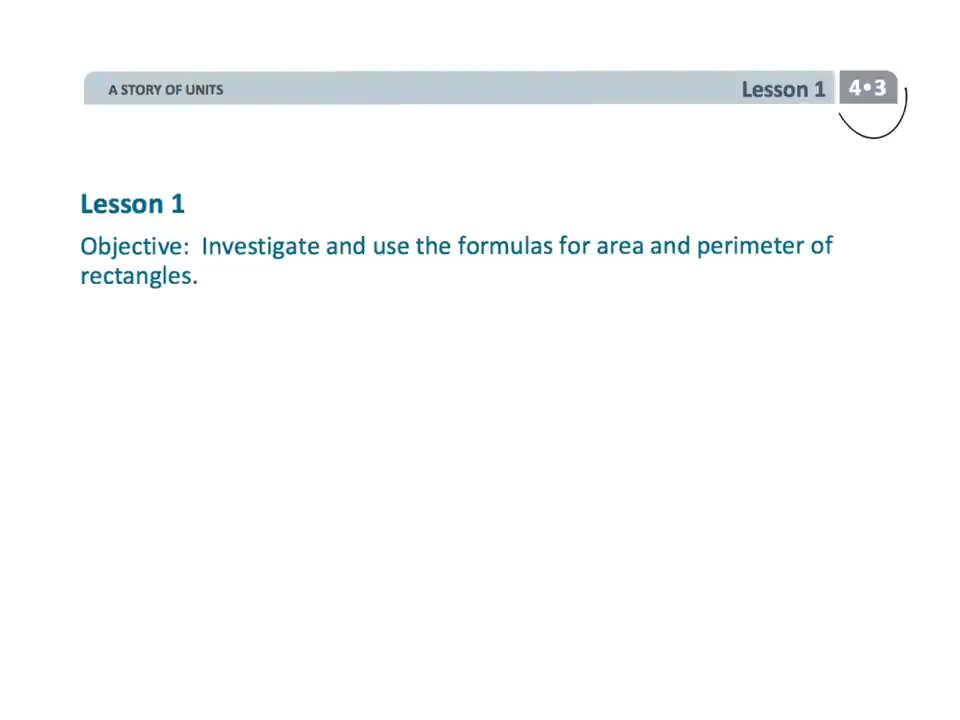 A STORY OF UNITS Lesson 1 4•3
Lesson 1
Objective: Investigate and use the formulas for area and perimeter of
rectangles.